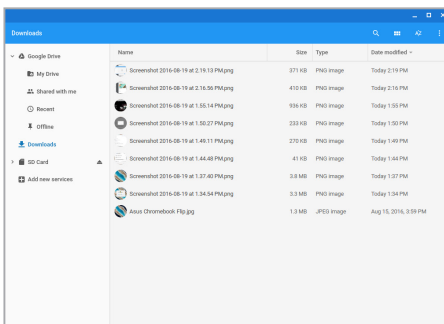 Downloads
Name Size Type Date modified
Google Drive
My Drive
Shared with me
Recent
Offline
Downloads
SD Card
Add new services
Screenshot 2016-08-19 at 2.19.13 PM.png 371 KB PNG image Today 2:19 PM
Screenshot 2016-08-19 at 2.16.56 PM.png 410 KB PNG image Today 2:16 PM
Screenshot 2016-08-19 at 1.55.14 PM.png 936 KB PNG image Today 1:55 PM
Screenshot 2016-08-19 at 1.50.27 PM.png 233 KB PNG image Today 1:50 PM
Screenshot 2016-08-19 at 1.49.11 PM.png 270 KB PNG image Today 1:49 PM
Screenshot 2016-08-19 at 1.44.48 PM.png 41 KB PNG image Today 1:44 PM
Screenshot 2016-08-19 at 1.37.40 PM.png 3.8 MB PNG image Today 1:37 PM
Screenshot 2016-08-19 at 1.34.54 PM.png 3.3 MB PNG image Today 1:34 PM
Asus Chromebook Flip.jpg 1.3 MB JPEG image Aug 15, 2016, 3:59 PM